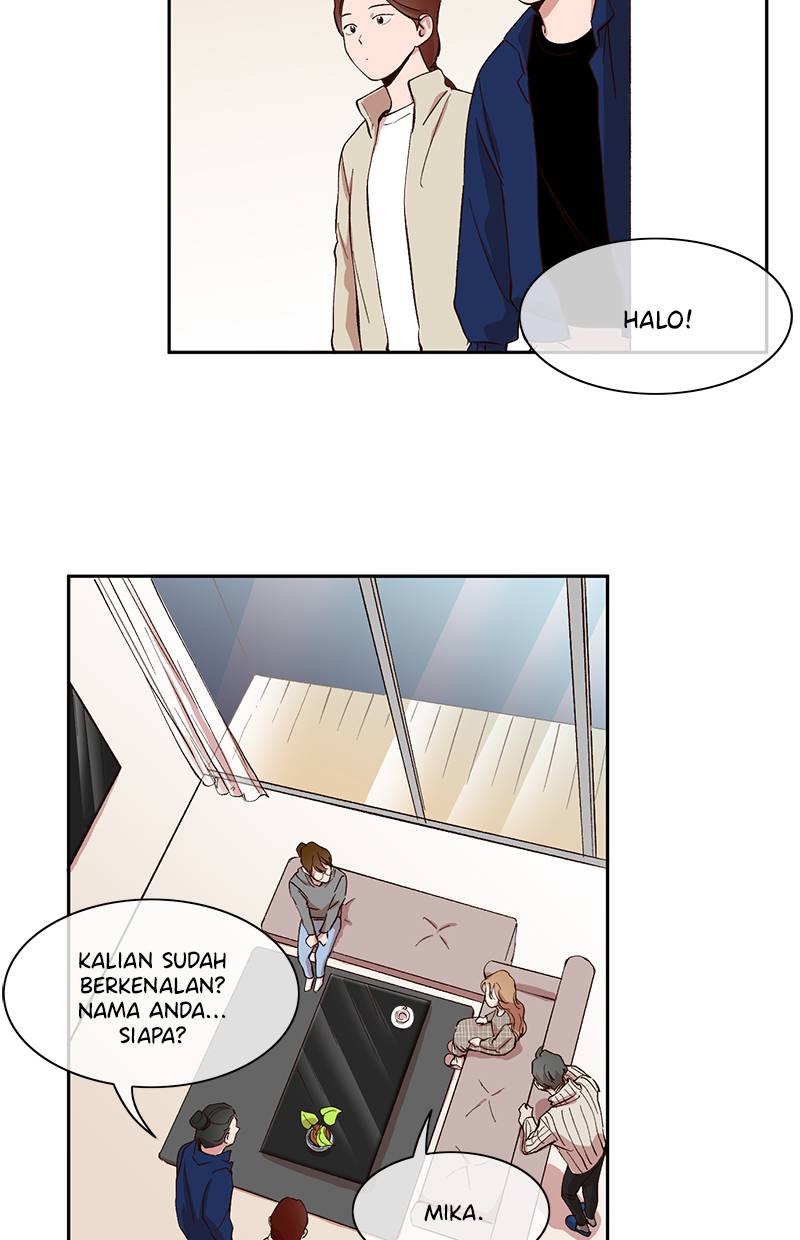 HALO!
KALIAN SUDAH
BERKENALAN?
NAMA ANDA...
SIAPA?
MIKA.